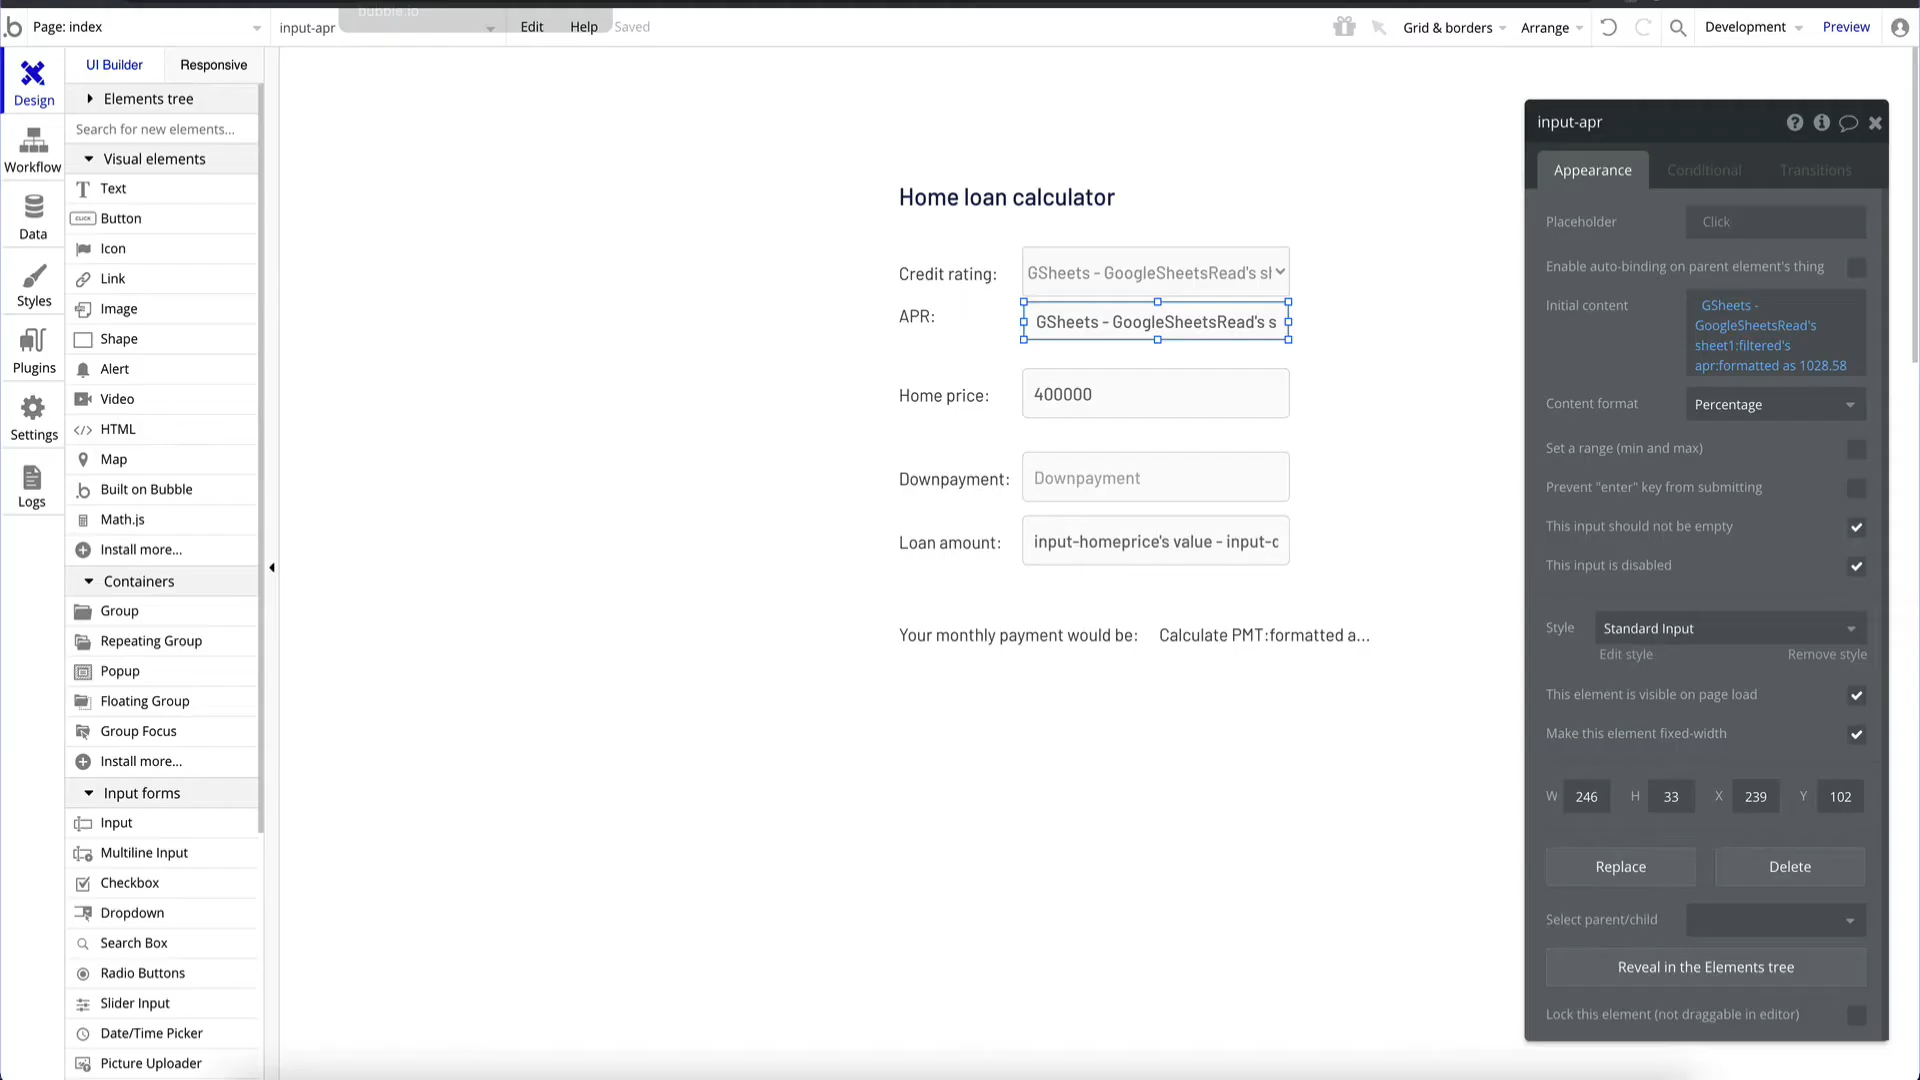 bubble.io
Page: index
input-apr
Edit
Help
Saved
Grid & borders
Arrange
Development
Preview
Design
Workflow
Data
Styles
Plugins
Settings
Logs
UI Builder
Responsive
Elements tree
Search for new elements...
Visual elements
Text
CLICK
Button
Icon
Link
Image
Shape
Alert
Video
HTML
Map
Built on Bubble
Math.js
Install more...
Containers
Group
Repeating Group
Popup
Floating Group
Group Focus
Install more...
Input forms
Input
Multiline Input
Checkbox
Dropdown
Search Box
Radio Buttons
Slider Input
Date/Time Picker
Picture Uploader
Home loan calculator
Credit rating:
GSheets - GoogleSheetsRead's sl
APR:
GSheets - GoogleSheetsRead's s
Home price:
400000
Downpayment:
Downpayment
Loan amount:
input-homeprice's value - input-c
Your monthly payment would be:
Calculate PMT:formatted a...
input-apr
Appearance
Conditional
Transitions
Placeholder
Click
Enable auto-binding on parent element's thing
Initial content
GSheets -
GoogleSheetsRead's
sheet1:filtered's
apr:formatted as 1028.58
Content format
Percentage
Set a range (min and max)
Prevent "enter" key from submitting
This input should not be empty
This input is disabled
Style
Standard Input
Edit style
Remove style
This element is visible on page load
Make this element fixed-width
W 246 H 33 X 239 Y 102
Replace
Delete
Select parent/child
Reveal in the Elements tree
Lock this element (not draggable in editor)